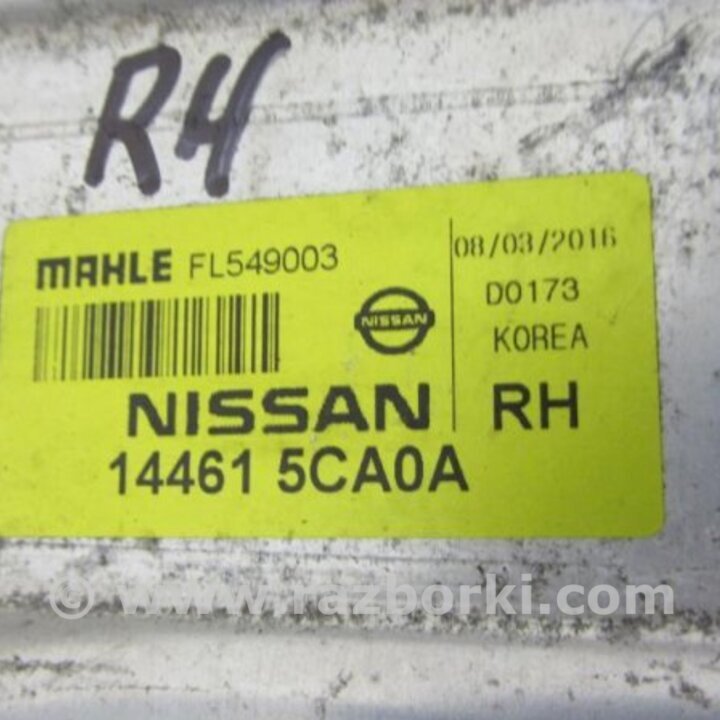 R4
MAHLE FL549003
08/03/2016
D0173
NISSAN
KOREA
NISSAN RH
14461 5CA0A
© www.razborki.com